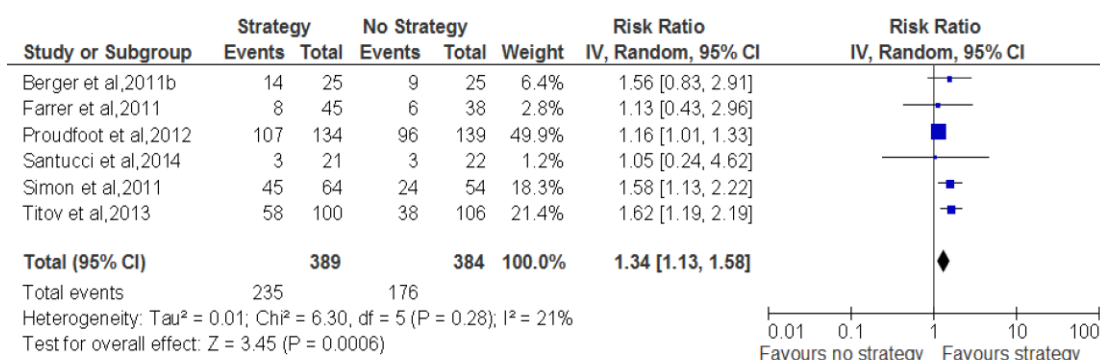 Strategy No Strategy Risk Ratio Risk Ratio
Study or Subgroup Events Total Events Total Weight IV, Random, 95% CI IV, Random, 95% CI
Berger et al,2011b 14 25 9 25 6.4% 1.56 [0.83, 2.91]
Farrer et al,2011 8 45 6 38 2.8% 1.13 [0.43, 2.96]
Proudfoot et al,2012 107 134 96 139 49.9% 1.16 [1.01, 1.33]
Santucci et al,2014 3 21 3 22 1.2% 1.05 [0.24, 4.62]
Simon et al,2011 45 64 24 54 18.3% 1.58 [1.13, 2.22]
Titov et al,2013 58 100 38 106 21.4% 1.62 [1.19, 2.19]
Total (95% CI) 389 384 100.0% 1.34 [1.13, 1.58]
Total events 235 176
Heterogeneity: Tau² = 0.01; Chi² = 6.30, df = 5 (P = 0.28); I² = 21%
Test for overall effect: Z = 3.45 (P = 0.0006)
0.01 0.1 1 10 100
Favours no strategy Favours strategy